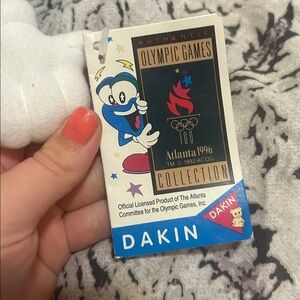 AUTHENTIC
OLYMPIC GAMES
Atlanta 1996
TM © 1992 ACOG
COLLECTION
Official Licensed Product of The Atlanta
Committee for the Olympic Games, Inc.
DAKIN
DAKIN